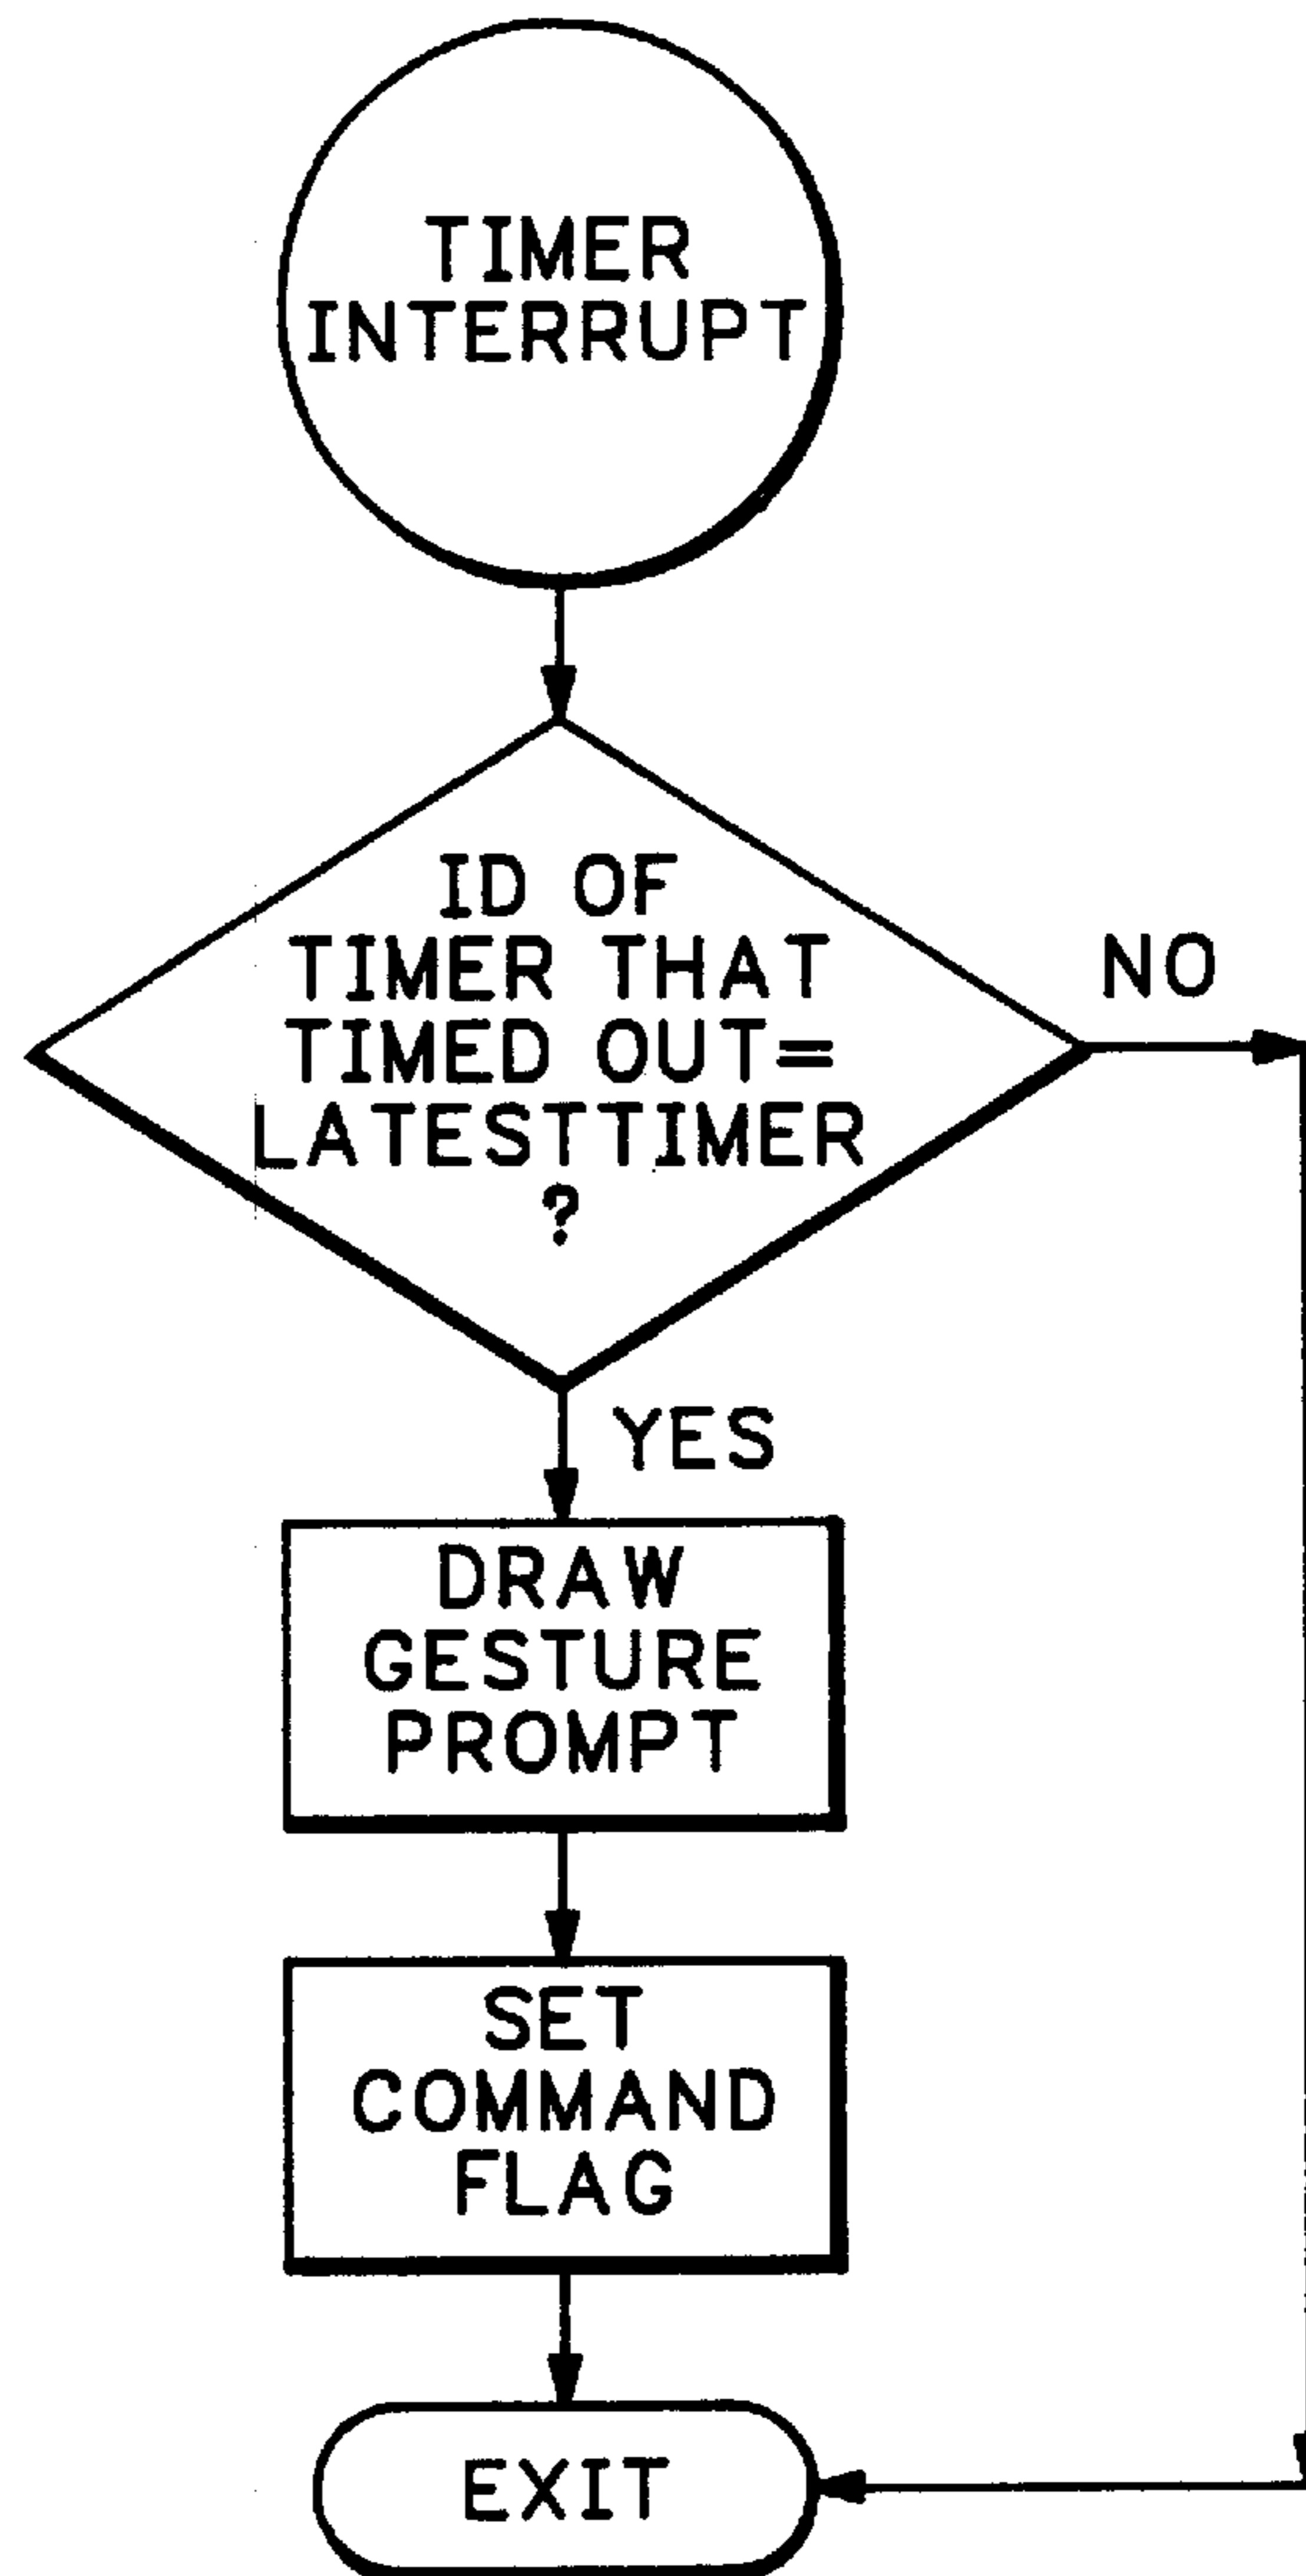 TIMER
INTERRUPT
ID OF
TIMER THAT
TIMED OUT=
LATESTTIMER
?
NO
YES
DRAW
GESTURE
PROMPT
SET
COMMAND
FLAG
EXIT